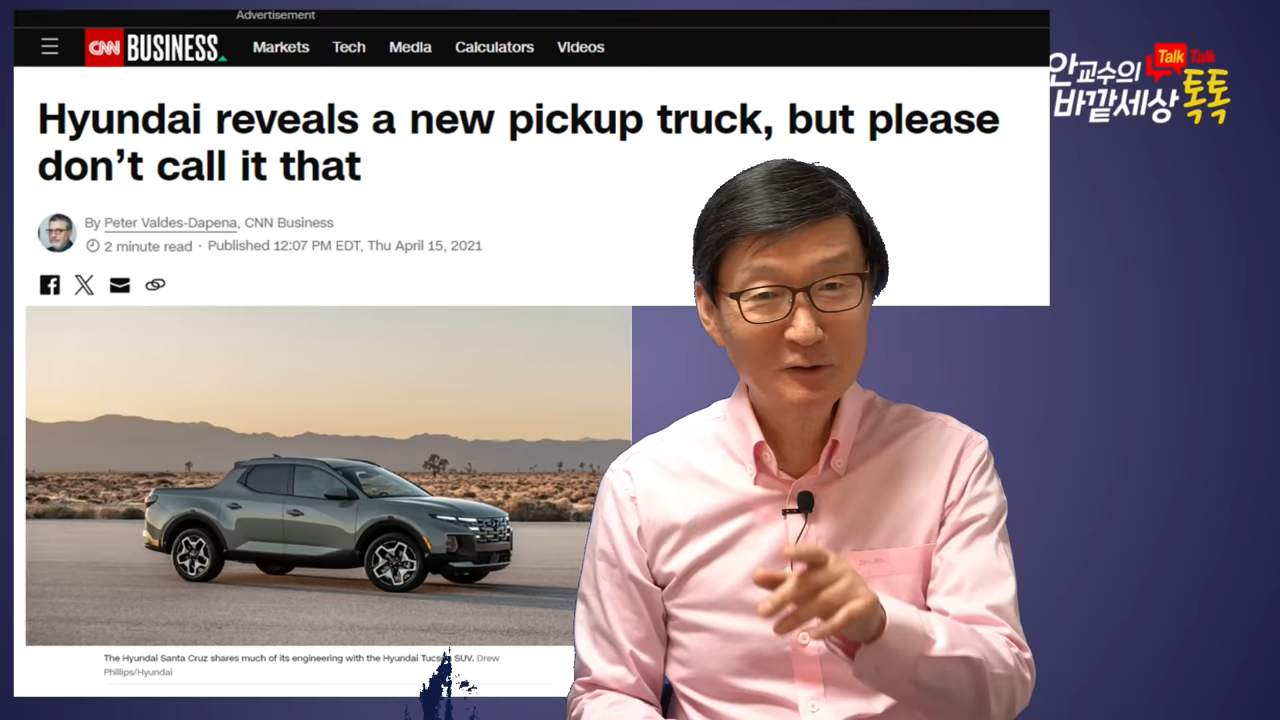 Advertisement
CNN BUSINESS Markets Tech Media Calculators Videos
Hyundai reveals a new pickup truck, but please
don't call it that
By Peter Valdes-Dapena, CNN Business
2 minute read · Published 12:07 PM EDT, Thu April 15, 2021
The Hyundai Santa Cruz shares much of its engineering with the Hyundai Tucson SUV. Drew
Phillips/Hyundai
안교수의 Talk Talk
바깥세상 톡톡